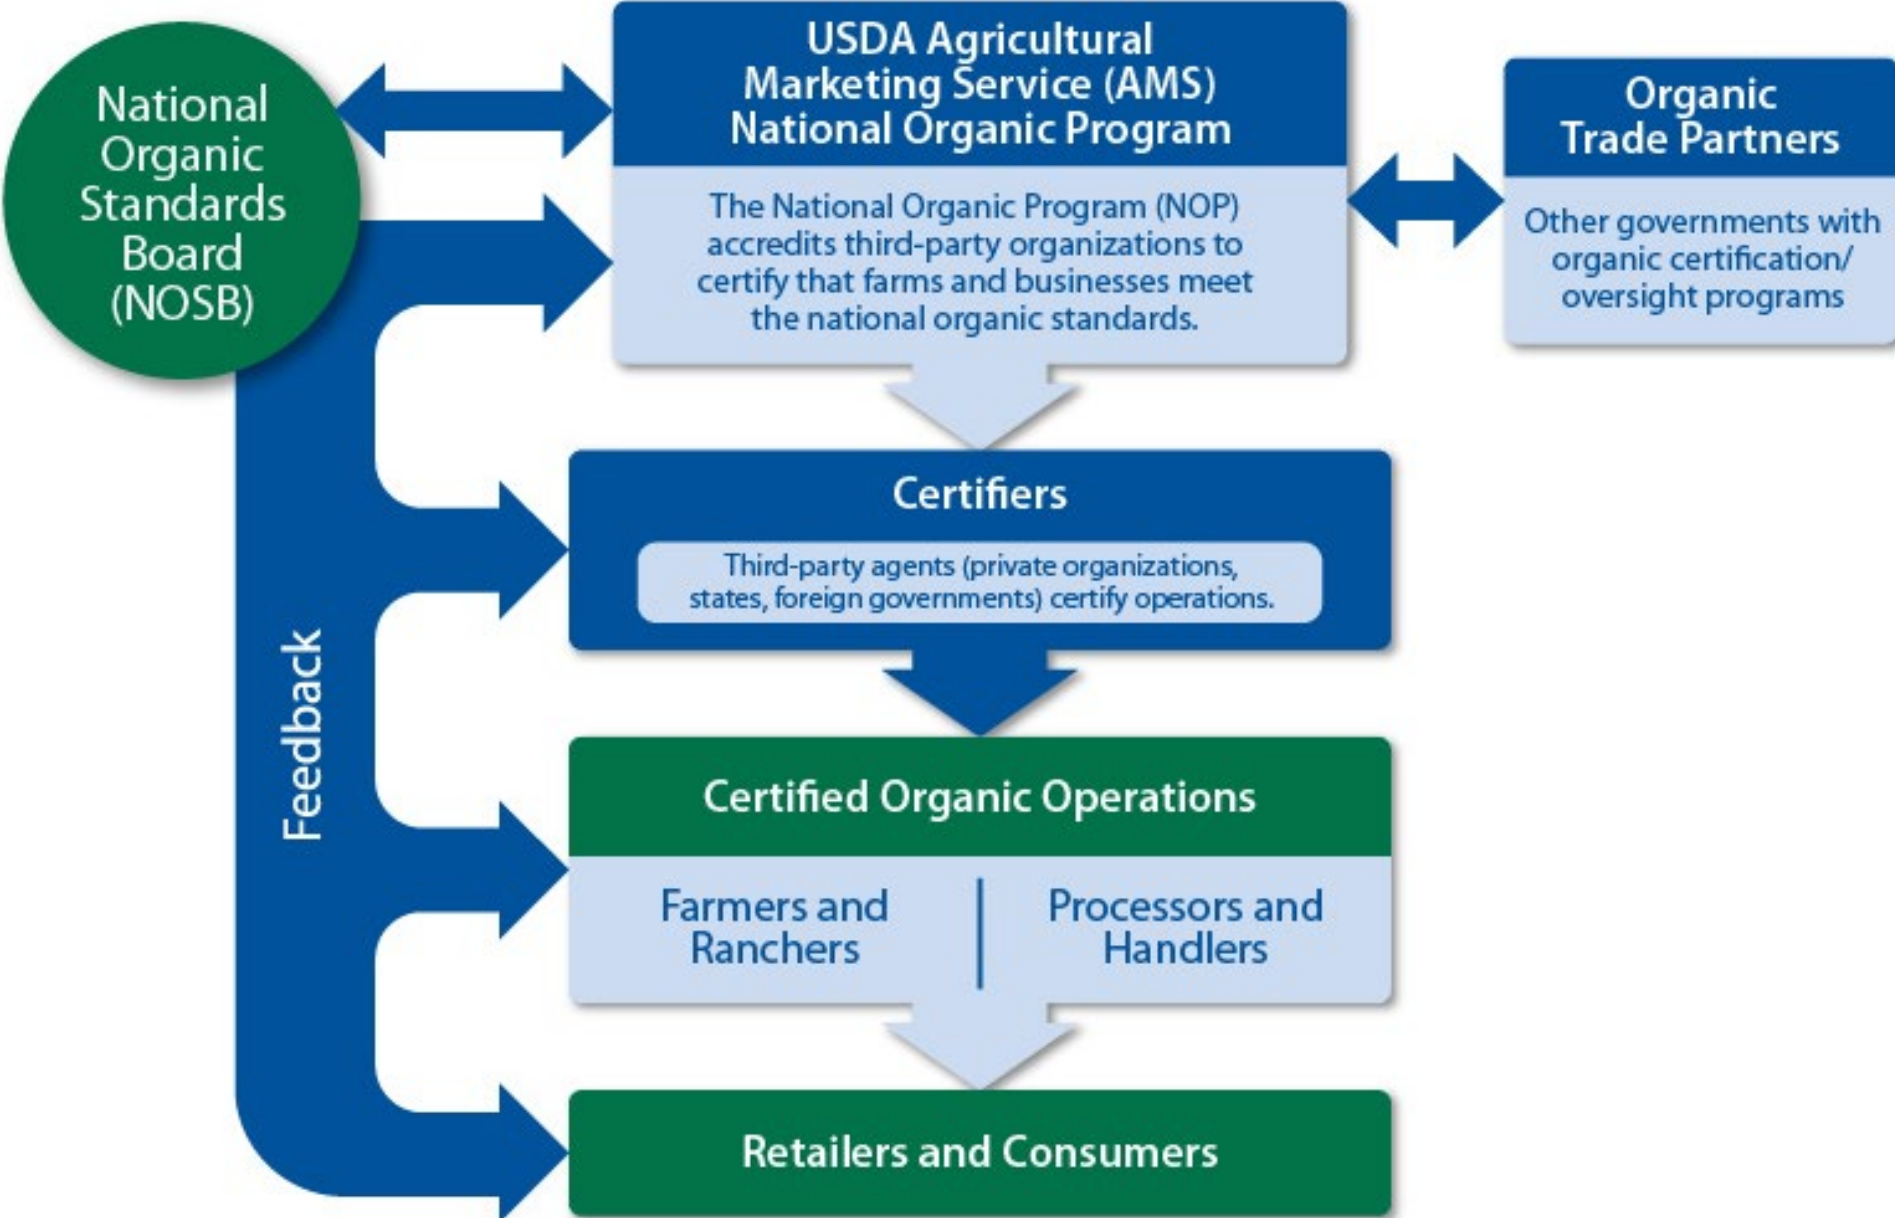 National
Organic
Standards
Board
(NOSB)
USDA Agricultural
Marketing Service (AMS)
National Organic Program
The National Organic Program (NOP)
accredits third-party organizations to
certify that farms and businesses meet
the national organic standards.
Organic
Trade Partners
Other governments with
organic certification/
oversight programs
Feedback
Certifiers
Third-party agents (private organizations,
states, foreign governments) certify operations.
Certified Organic Operations
Farmers and
Ranchers
Processors and
Handlers
Retailers and Consumers